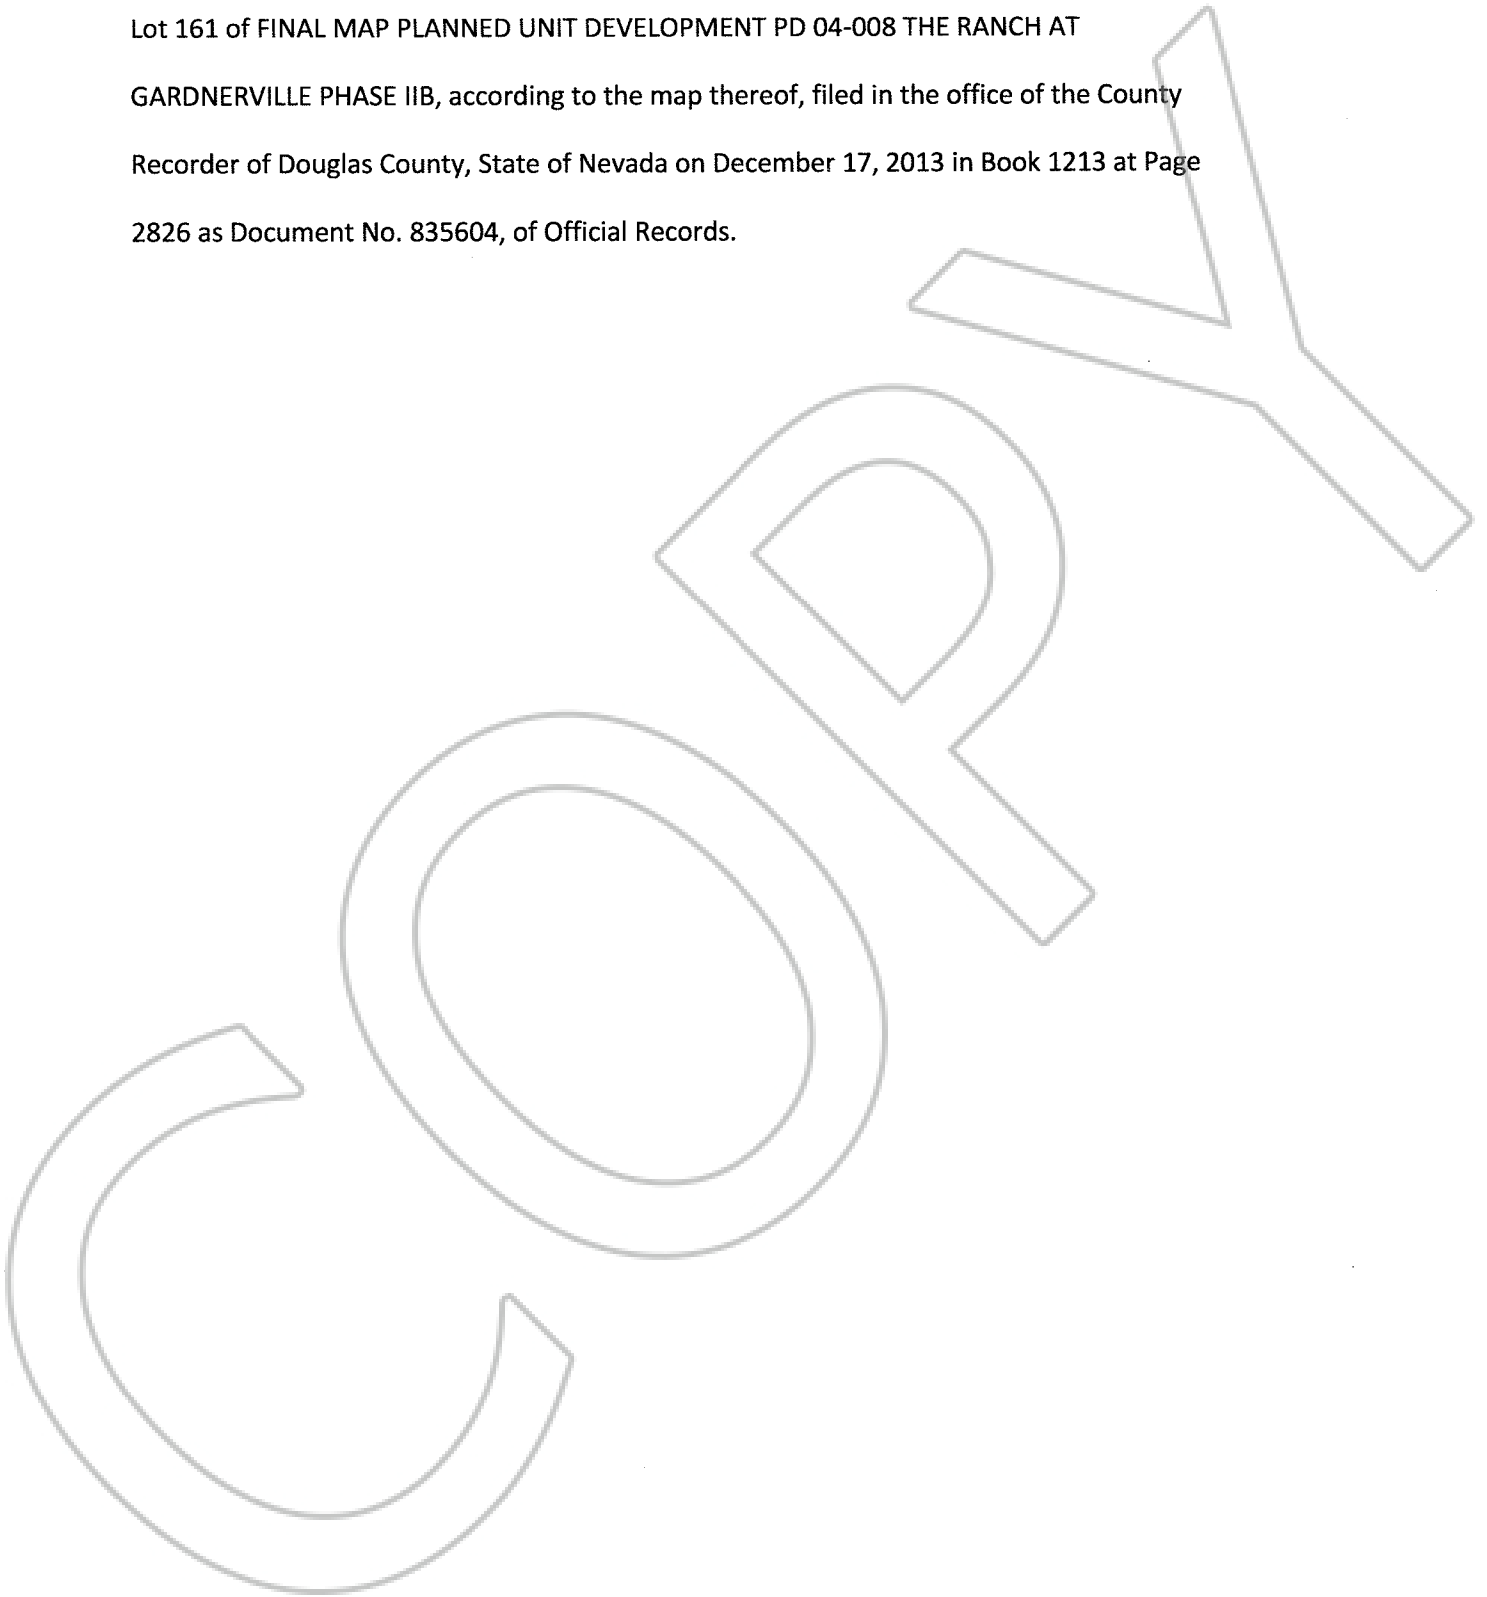 Lot 161 of FINAL MAP PLANNED UNIT DEVELOPMENT PD 04-008 THE RANCH AT
GARDNERVILLE PHASE IIB, according to the map thereof, filed in the office of the County
Recorder of Douglas County, State of Nevada on December 17, 2013 in Book 1213 at Page
2826 as Document No. 835604, of Official Records.
COPY